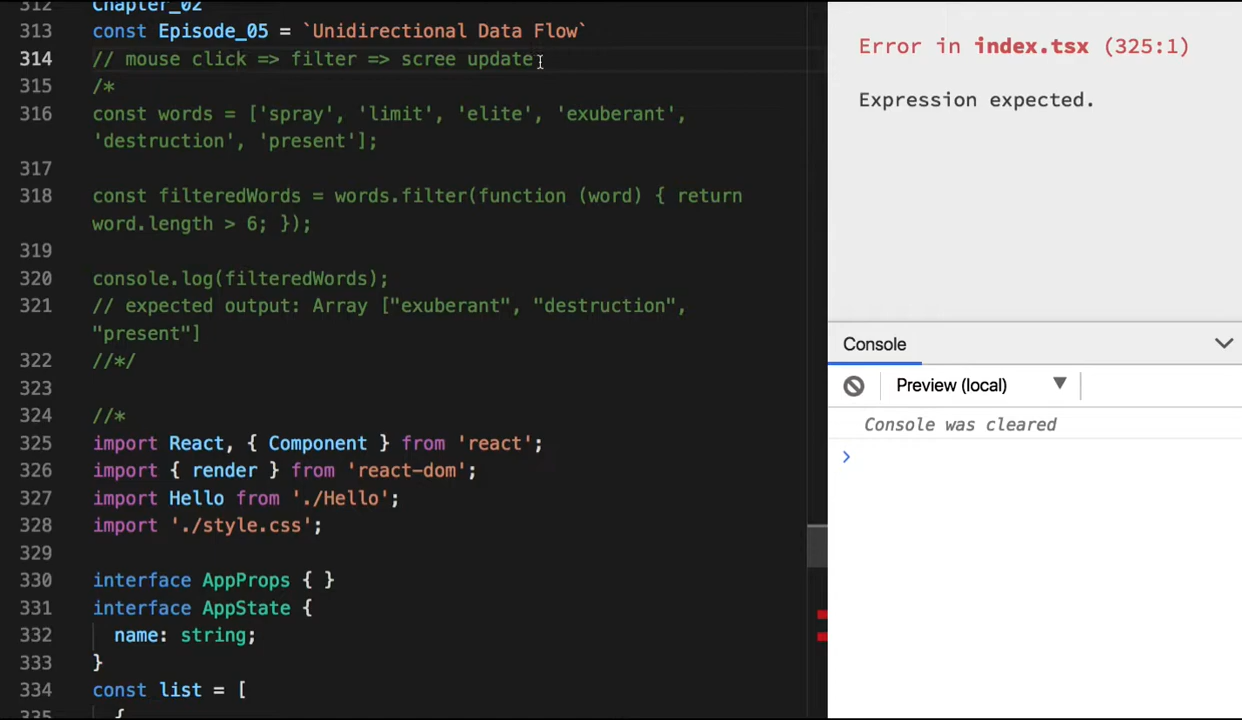 312 Chapter_02
313 const Episode_05 = `Unidirectional Data Flow`
314 // mouse click => filter => scree update
315 /*
316 const words = ['spray', 'limit', 'elite', 'exuberant',
'destruction', 'present'];
317
318 const filteredWords = words.filter(function (word) { return
word.length > 6; });
319
320 console.log(filteredWords);
321 // expected output: Array ["exuberant", "destruction",
"present"]
322 //*/
323
324 //*
325 import React, { Component } from 'react';
326 import { render } from 'react-dom';
327 import Hello from './Hello';
328 import './style.css';
329
330 interface AppProps { }
331 interface AppState {
332 name: string;
333 }
334 const list = [
335 {
Error in index.tsx (325:1)
Expression expected.
Console
Preview (local)
Console was cleared